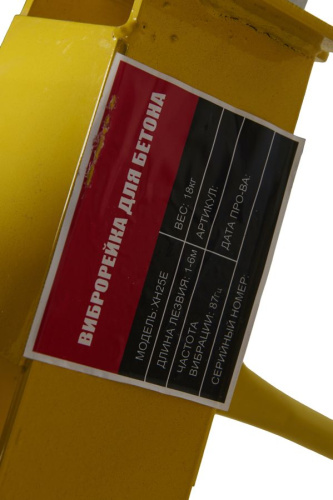 ВИБРОРЕЙКА ДЛЯ БЕТОНА
МОДЕЛЬ: XH25E
ВЕС: 18кг
ДЛИНА ЛЕЗВИЯ: 1-6м
АРТИКУЛ:
ЧАСТОТА
ВИБРАЦИИ: 87Гц
ДАТА ПРО-ВА:
СЕРИЙНЫЙ НОМЕР: